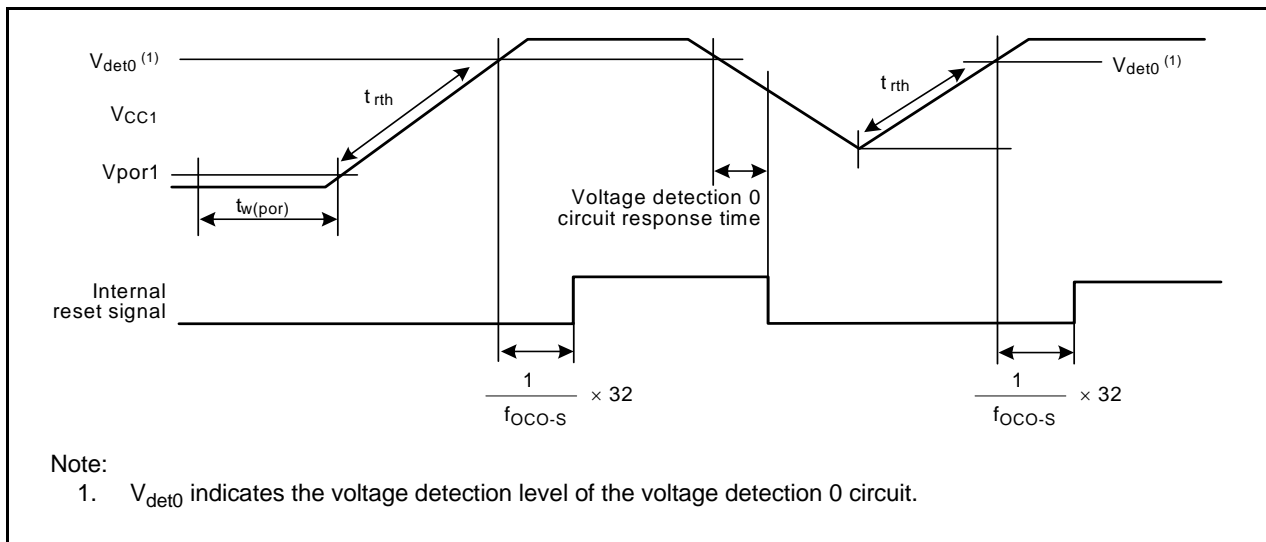 Vdet0 (1)
VCC1
Vpor1
trth
tw(por)
Voltage detection 0
circuit response time
trth
Vdet0 (1)
Internal
reset signal
1
fOCO-S
× 32
1
fOCO-S
× 32
Note:
1. Vdet0 indicates the voltage detection level of the voltage detection 0 circuit.